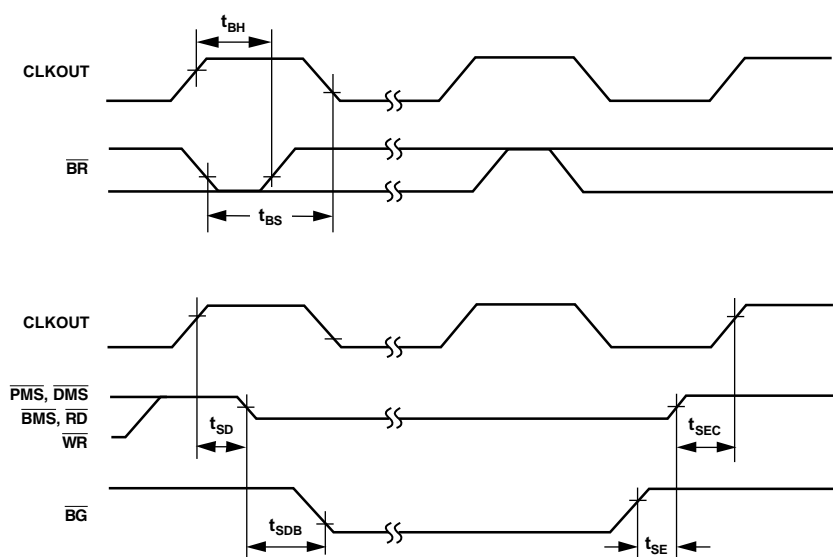 tBH
CLKOUT
BR
tBS
CLKOUT
PMS, DMS
BMS, RD
WR
tSD
tSEC
BG
tSDB
tSE